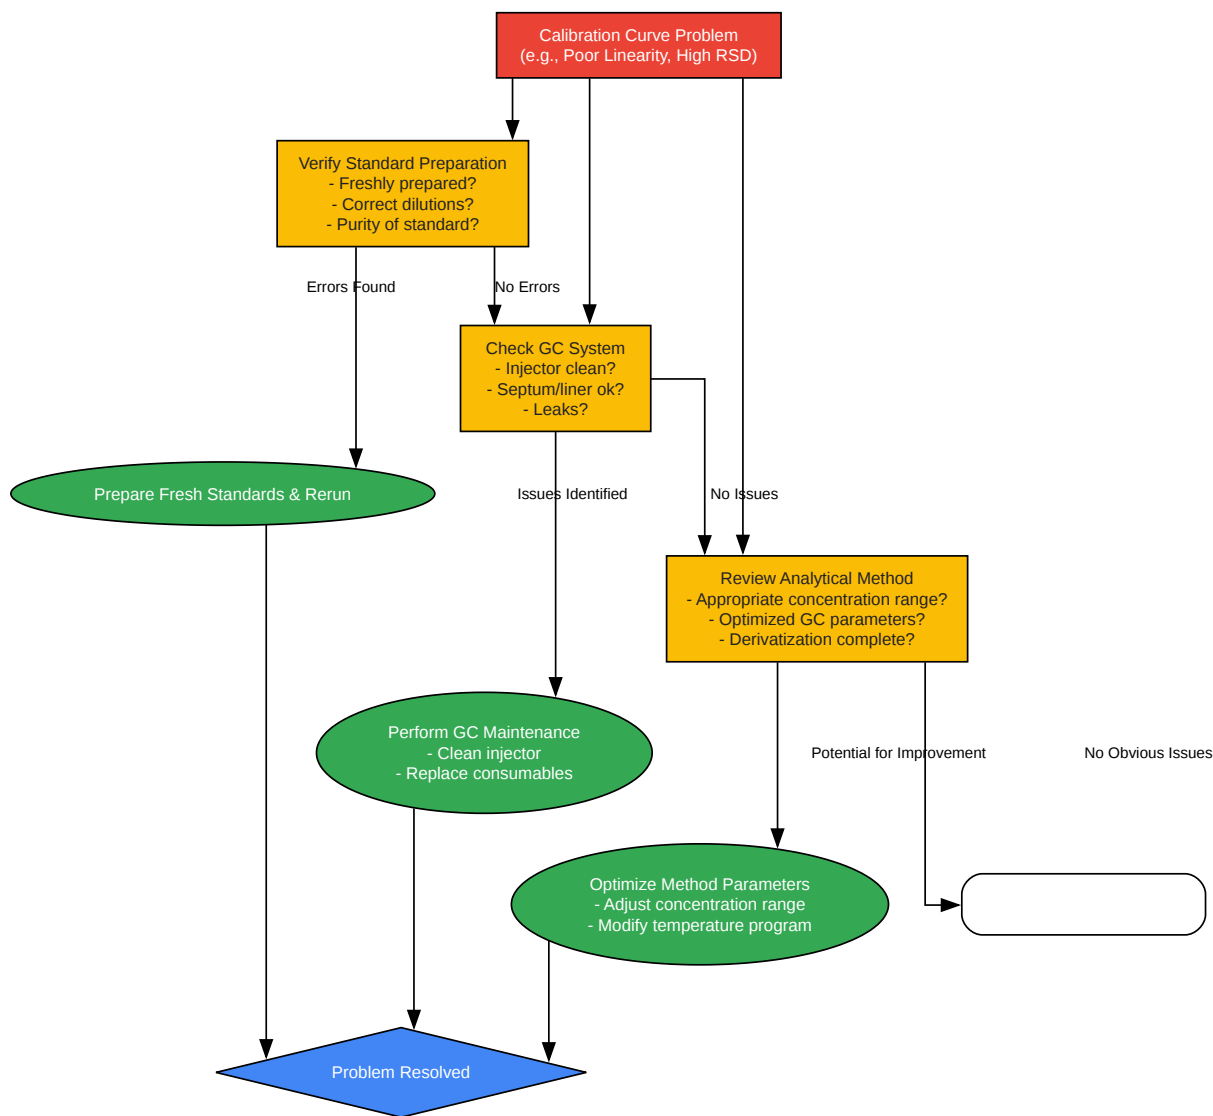 Calibration Curve Problem
(e.g., Poor Linearity, High RSD)
Verify Standard Preparation
- Freshly prepared?
- Correct dilutions?
- Purity of standard?
Errors Found
No Errors
Check GC System
- Injector clean?
- Septum/liner ok?
- Leaks?
Prepare Fresh Standards & Rerun
Issues Identified
No Issues
Review Analytical Method
- Appropriate concentration range?
- Optimized GC parameters?
- Derivatization complete?
Perform GC Maintenance
- Clean injector
- Replace consumables
Potential for Improvement
No Obvious Issues
Optimize Method Parameters
- Adjust concentration range
- Modify temperature program
Problem Resolved